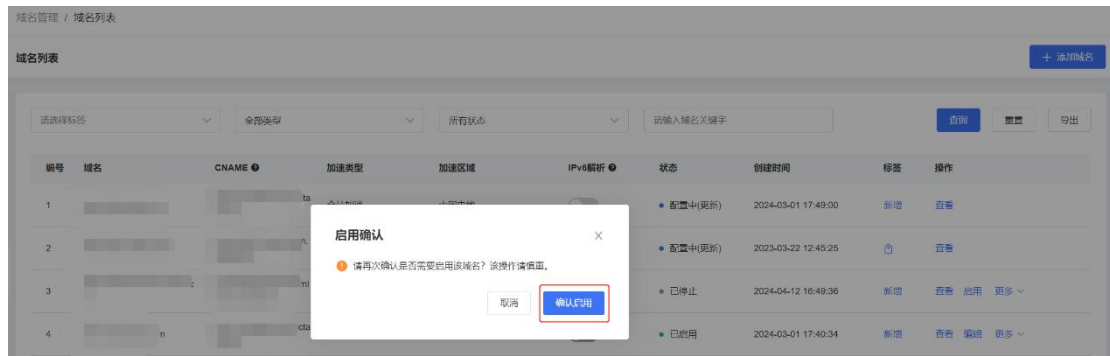 域名管理 / 域名列表
域名列表
+ 添加域名
请选择标签 全部类型 所有状态 请输入域名关键字 查询 重置 导出
编号 域名 CNAME 加速类型 加速区域 IPv6解析 状态 创建时间 标签 操作
1 配置中(更新) 2024-03-01 17:49:00 新增 查看
2 配置中(更新) 2023-03-22 12:45:25 查看
3 已停止 2024-04-12 16:49:36 新增 查看 启用 更多
4 已启用 2024-03-01 17:40:34 新增 查看 编辑 更多
启用确认
请再次确认是否需要启用该域名？该操作请慎重。
取消 确认启用